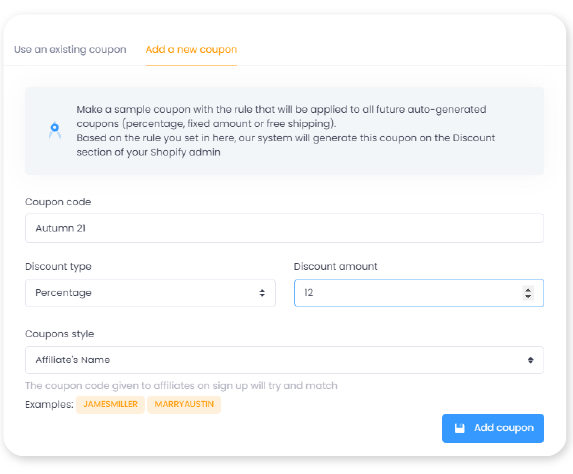 Use an existing coupon Add a new coupon
Make a sample coupon with the rule that will be applied to all future auto-generated
coupons (percentage, fixed amount or free shipping).
Based on the rule you set in here, our system will generate this coupon on the Discount
section of your Shopify admin
Coupon code
Autumn 21
Discount type Discount amount
Percentage 12
Coupons style
Affiliate's Name
The coupon code given to affiliates on sign up will try and match
Examples: JAMESMILLER MARRYAUSTIN
Add coupon